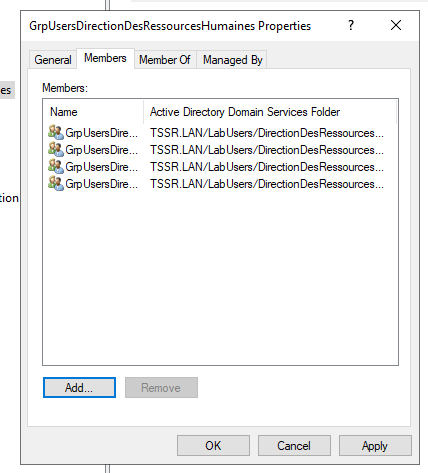 GrpUsersDirectionDesRessourcesHumaines Properties ? ×
General Members Member Of Managed By
es
Members:
Name Active Directory Domain Services Folder
GrpUsersDire... TSSR.LAN/LabUsers/DirectionDesRessources...
GrpUsersDire... TSSR.LAN/LabUsers/DirectionDesRessources...
GrpUsersDire... TSSR.LAN/LabUsers/DirectionDesRessources...
GrpUsersDire... TSSR.LAN/LabUsers/DirectionDesRessources...
tion
Add... Remove
OK Cancel Apply